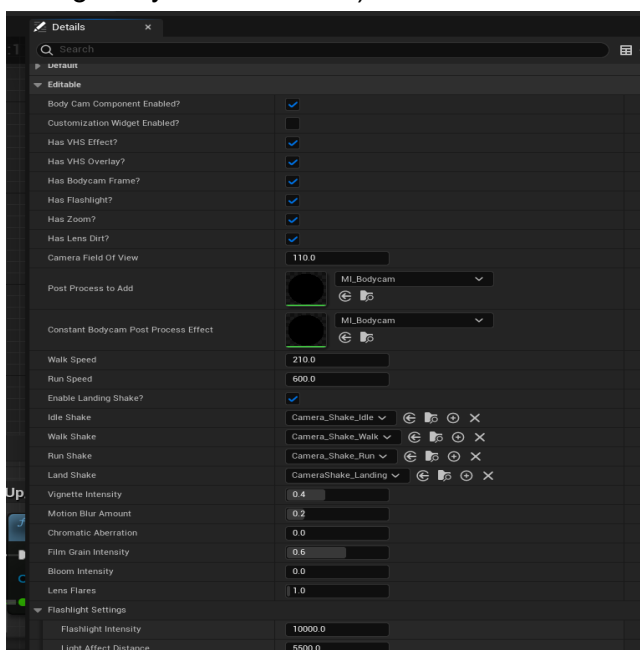 Details ×
Search
Default
Editable
Body Cam Component Enabled?
Customization Widget Enabled?
Has VHS Effect?
Has VHS Overlay?
Has Bodycam Frame?
Has Flashlight?
Has Zoom?
Has Lens Dirt?
Camera Field Of View 110.0
Post Process to Add MI_Bodycam
Constant Bodycam Post Process Effect MI_Bodycam
Walk Speed 210.0
Run Speed 600.0
Enable Landing Shake?
Idle Shake Camera_Shake_Idle
Walk Shake Camera_Shake_Walk
Run Shake Camera_Shake_Run
Land Shake CameraShake_Landing
Up
Vignette Intensity 0.4
Motion Blur Amount 0.2
Chromatic Aberration 0.0
Film Grain Intensity 0.6
Bloom Intensity 0.0
Lens Flares 1.0
Flashlight Settings
Flashlight Intensity 10000.0
Light Affect Distance 5500.0